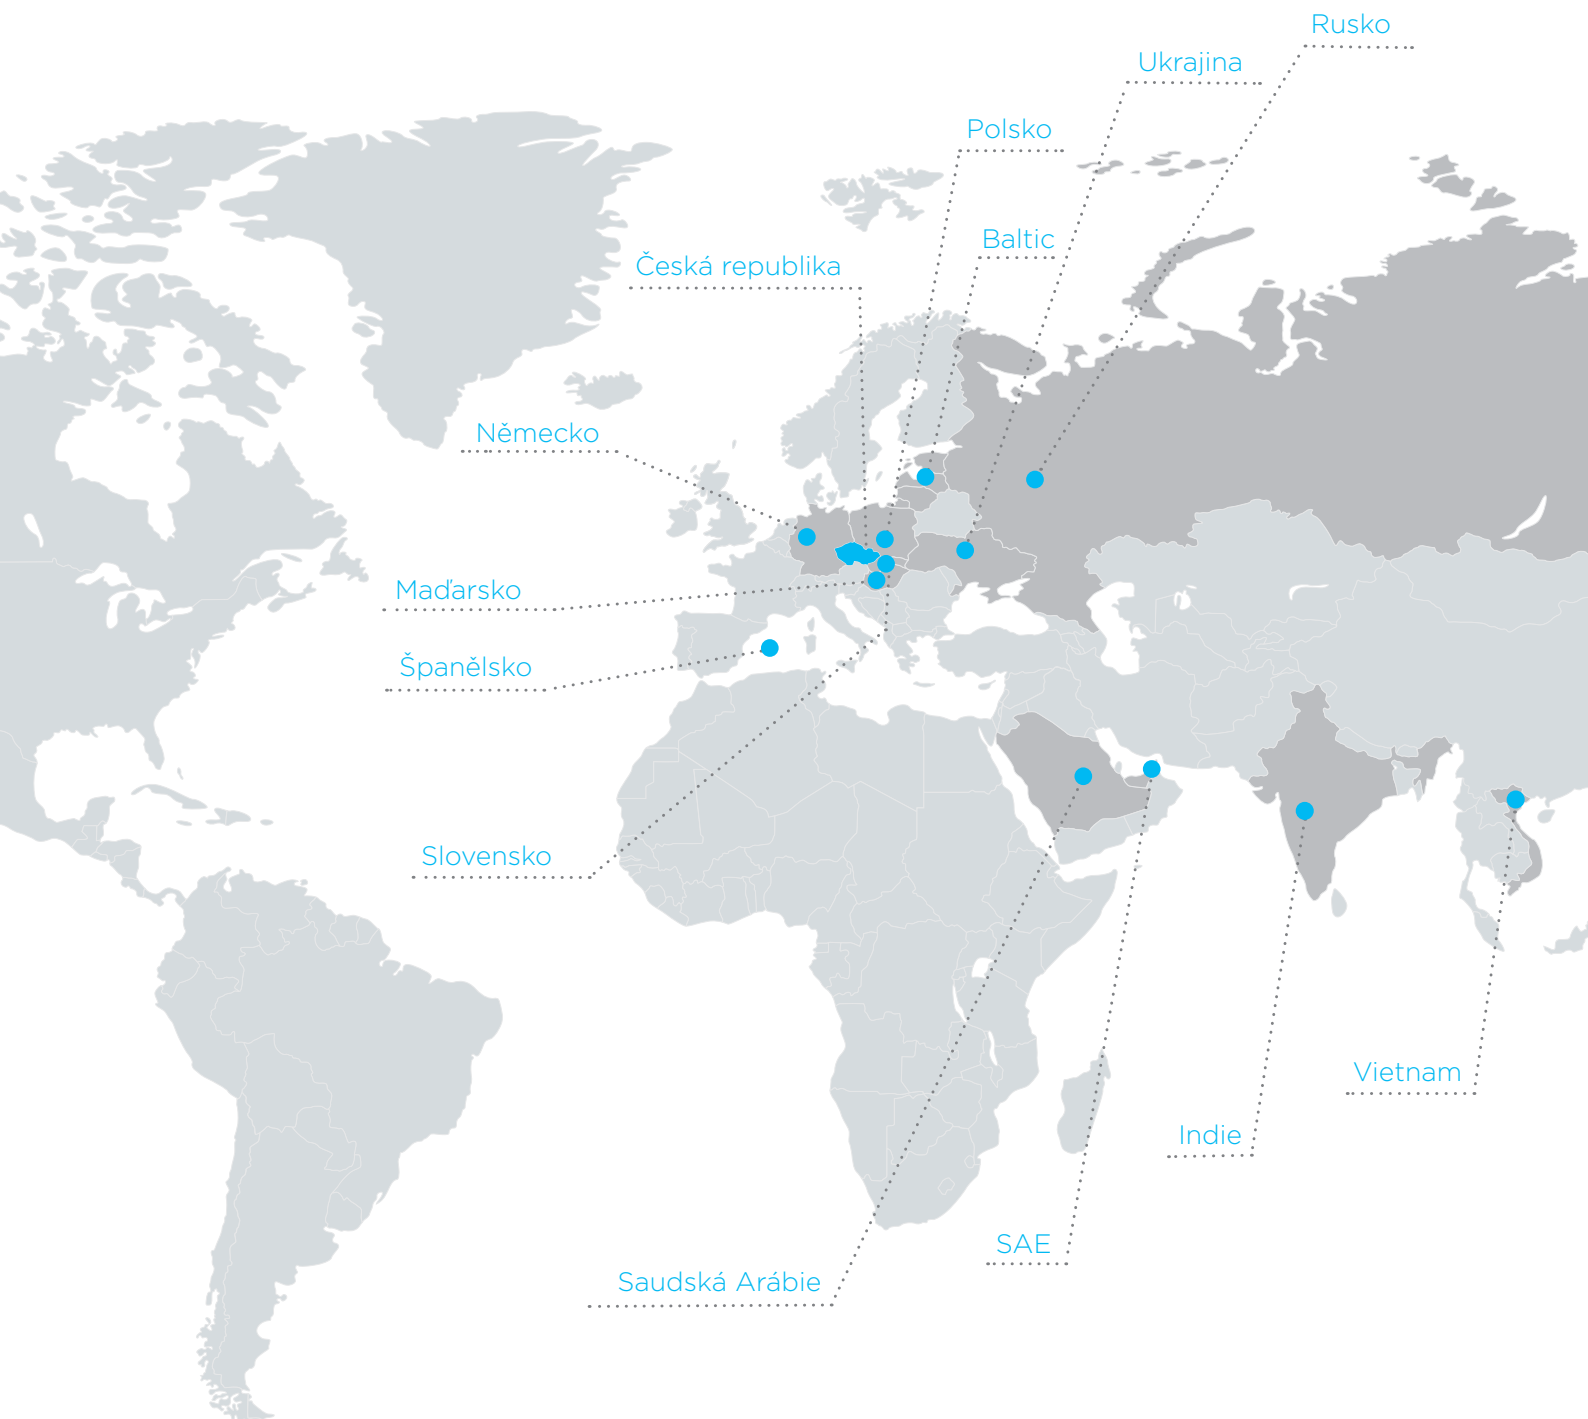 Rusko
Ukrajina
Polsko
Baltic
Česká republika
Německo
Maďarsko
Španělsko
Slovensko
Vietnam
Indie
SAE
Saudská Arábie